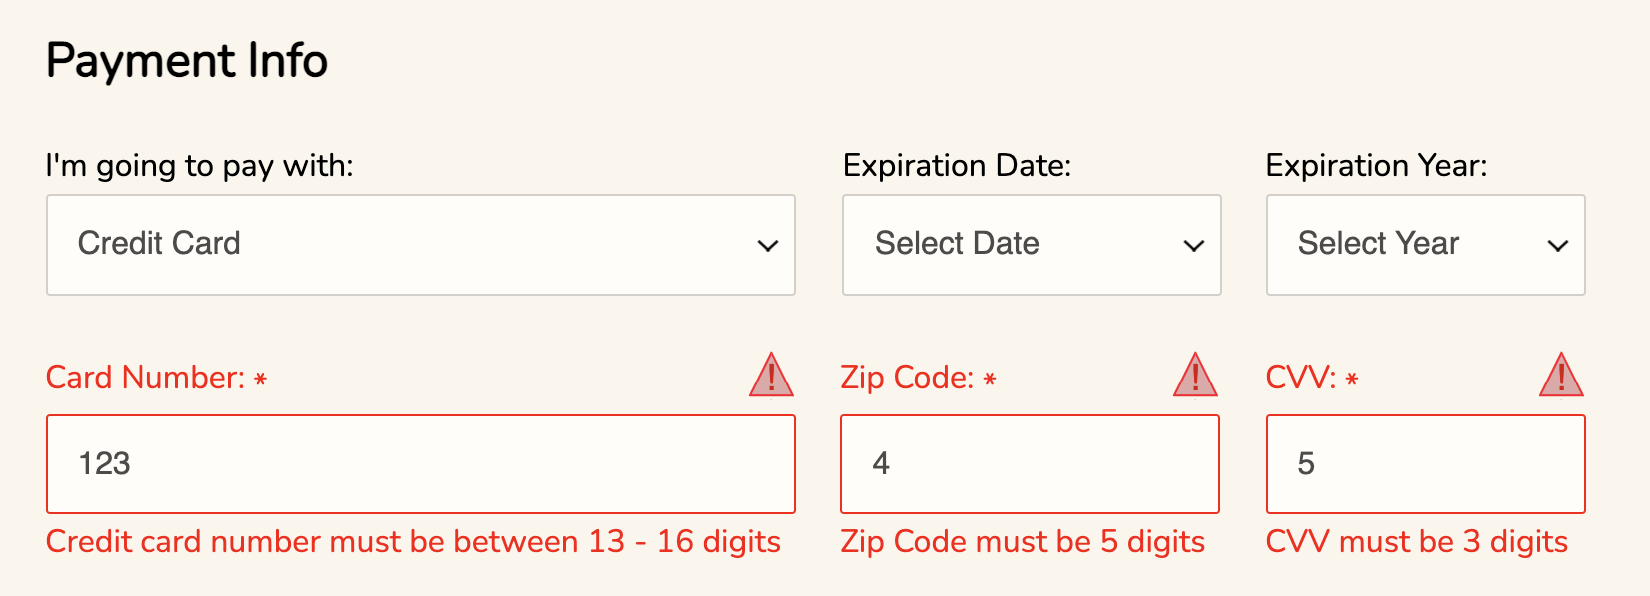 Payment Info
I'm going to pay with: Expiration Date: Expiration Year:
Credit Card Select Date Select Year
Card Number: * ! Zip Code: * ! CVV: * !
123 4 5
Credit card number must be between 13 - 16 digits Zip Code must be 5 digits CVV must be 3 digits